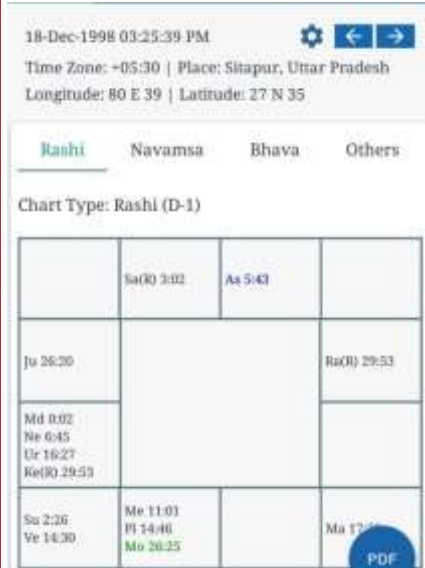 18-Dec-1998 03:25:39 PM
Time Zone: +05:30 | Place: Sitapur, Uttar Pradesh
Longitude: 80 E 39 | Latitude: 27 N 35
Rashi Navamsa Bhava Others
Chart Type: Rashi (D-1)
Sa(R) 3:02
As 5:43
Ju 26:20
Ra(R) 29:53
Md 0:02
Ne 6:45
Ur 16:27
Ke(R) 29:53
Su 2:26
Ve 14:30
Me 11:01
Pl 14:46
Mo 26:25
Ma
PDF